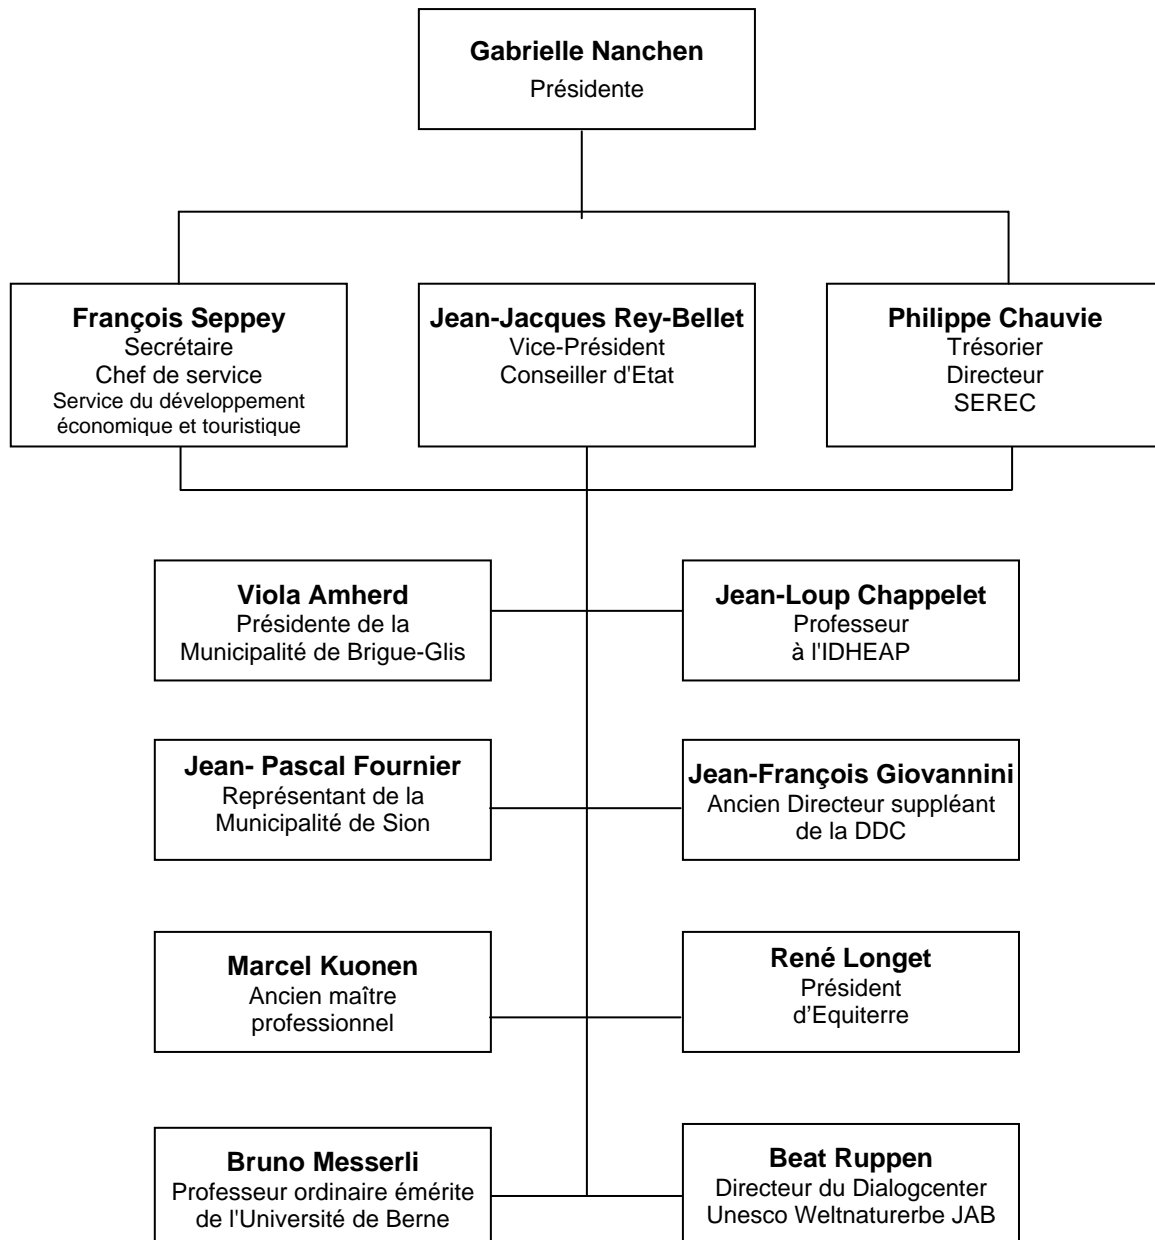 Gabrielle Nanchen
Présidente
François Seppey
Secrétaire
Chef de service
Service du développement
économique et touristique
Jean-Jacques Rey-Bellet
Vice-Président
Conseiller d'Etat
Philippe Chauvie
Trésorier
Directeur
SEREC
Viola Amherd
Présidente de la
Municipalité de Brigue-Glis
Jean-Loup Chappelet
Professeur
à l'IDHEAP
Jean- Pascal Fournier
Représentant de la
Municipalité de Sion
Jean-François Giovannini
Ancien Directeur suppléant
de la DDC
Marcel Kuonen
Ancien maître
professionnel
René Longet
Président
d’Equiterre
Bruno Messerli
Professeur ordinaire émérite
de l'Université de Berne
Beat Ruppen
Directeur du Dialogcenter
Unesco Weltnaturerbe JAB